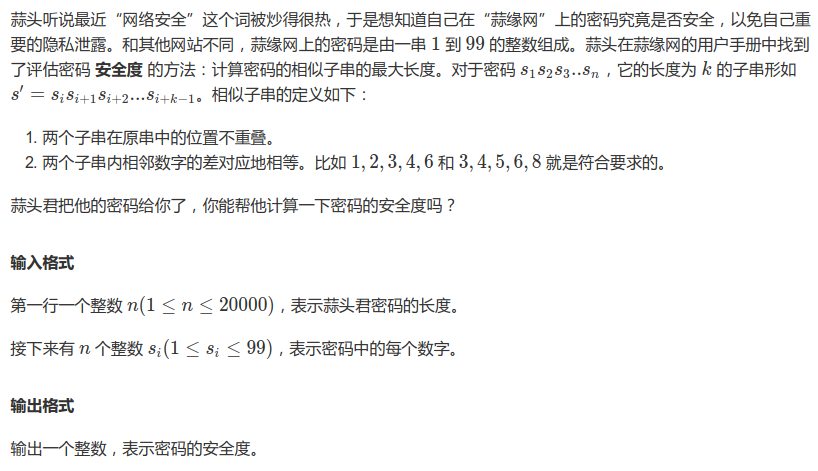 蒜头听说最近“网络安全”这个词被炒得很热，于是想知道自己在“蒜缘网”上的密码究竟是否安全，以免自己重
要的隐私泄露。和其他网站不同，蒜缘网上的密码是由一串 1 到 99 的整数组成。蒜头在蒜缘网的用户手册中找到
了评估密码 安全度 的方法：计算密码的相似子串的最大长度。对于密码 s₁s₂s₃..sₙ，它的长度为 k 的子串形如
s′ = sᵢsᵢ₊₁sᵢ₊₂...sᵢ₊ₖ₋₁。相似子串的定义如下：
1. 两个子串在原串中的位置不重叠。
2. 两个子串内相邻数字的差对应地相等。比如 1, 2, 3, 4, 6 和 3, 4, 5, 6, 8 就是符合要求的。
蒜头君把他的密码给你了，你能帮他计算一下密码的安全度吗？
输入格式
第一行一个整数 n(1 ≤ n ≤ 20000)，表示蒜头君密码的长度。
接下来有 n 个整数 sᵢ(1 ≤ sᵢ ≤ 99)，表示密码中的每个数字。
输出格式
输出一个整数，表示密码的安全度。